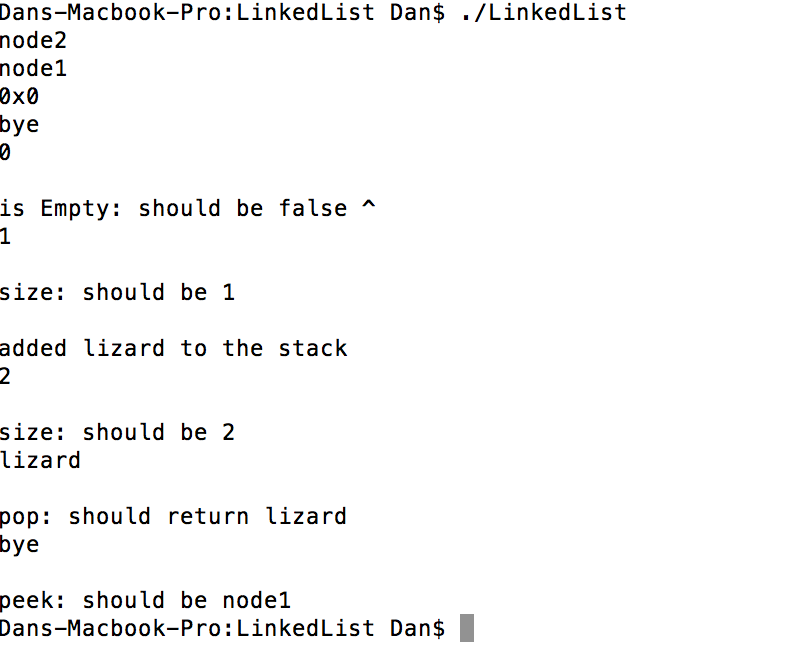 Dans-Macbook-Pro:LinkedList Dan$ ./LinkedList
node2
node1
0x0
bye
0
is Empty: should be false ^
1
size: should be 1
added lizard to the stack
2
size: should be 2
lizard
pop: should return lizard
bye
peek: should be node1
Dans-Macbook-Pro:LinkedList Dan$